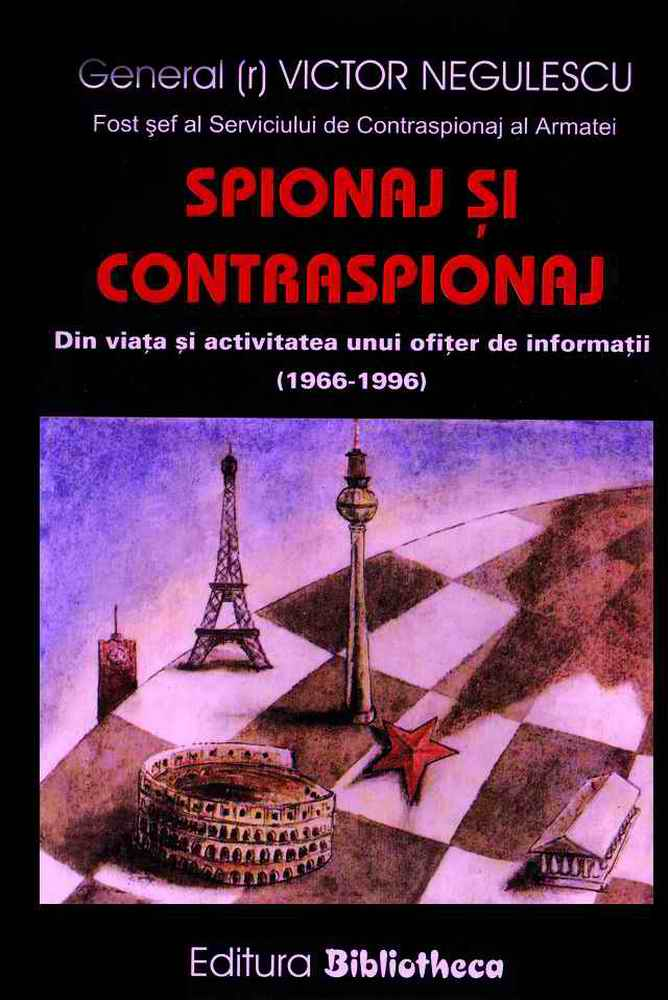 General (r) VICTOR NEGULESCU
Fost şef al Serviciului de Contraspionaj al Armatei
SPIONAJ ȘI
CONTRASPIONAJ
Din viaţa şi activitatea unui ofiţer de informaţii
(1966-1996)
Editura Bibliotheca